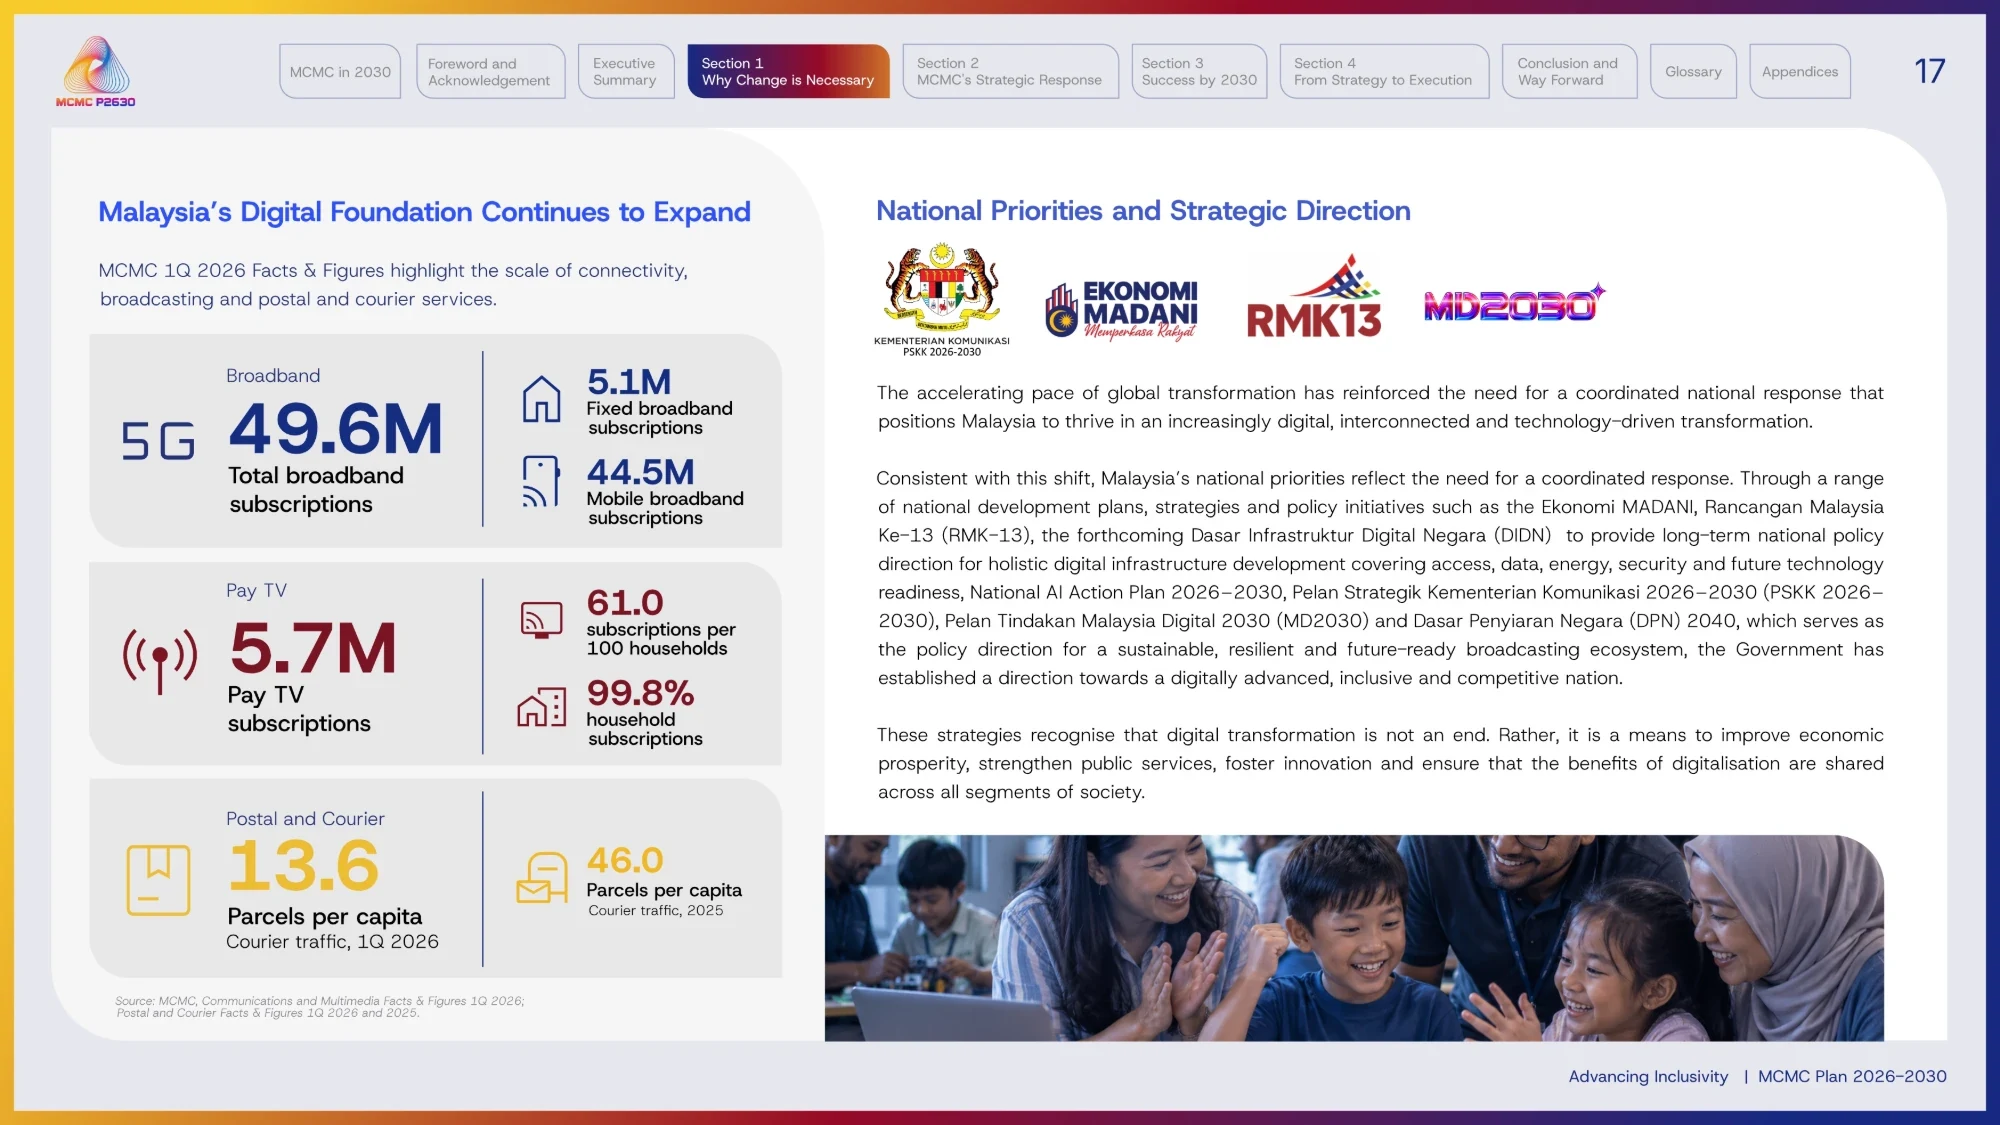 MCMC P2630
MCMC in 2030
Foreword and
Acknowledgement
Executive
Summary
Section 1
Why Change is Necessary
Section 2
MCMC's Strategic Response
Section 3
Success by 2030
Section 4
From Strategy to Execution
Conclusion and
Way Forward
Glossary
Appendices
17
Malaysia's Digital Foundation Continues to Expand
MCMC 1Q 2026 Facts & Figures highlight the scale of connectivity,
broadcasting and postal and courier services.
5G
Broadband
49.6M
Total broadband
subscriptions
5.1M
Fixed broadband
subscriptions
44.5M
Mobile broadband
subscriptions
Pay TV
5.7M
Pay TV
subscriptions
61.0
subscriptions per
100 households
99.8%
household
subscriptions
Postal and Courier
13.6
Parcels per capita
Courier traffic, 1Q 2026
46.0
Parcels per capita
Courier traffic, 2025
Source: MCMC, Communications and Multimedia Facts & Figures 1Q 2026;
Postal and Courier Facts & Figures 1Q 2026 and 2025.
National Priorities and Strategic Direction
KEMENTERIAN KOMUNIKASI
PSKK 2026-2030
EKONOMI
MADANI
Memperkasa Rakyat
RMK13
MD2030
The accelerating pace of global transformation has reinforced the need for a coordinated national response that
positions Malaysia to thrive in an increasingly digital, interconnected and technology-driven transformation.
Consistent with this shift, Malaysia's national priorities reflect the need for a coordinated response. Through a range
of national development plans, strategies and policy initiatives such as the Ekonomi MADANI, Rancangan Malaysia
Ke-13 (RMK-13), the forthcoming Dasar Infrastruktur Digital Negara (DIDN) to provide long-term national policy
direction for holistic digital infrastructure development covering access, data, energy, security and future technology
readiness, National AI Action Plan 2026–2030, Pelan Strategik Kementerian Komunikasi 2026–2030 (PSKK 2026–
2030), Pelan Tindakan Malaysia Digital 2030 (MD2030) and Dasar Penyiaran Negara (DPN) 2040, which serves as
the policy direction for a sustainable, resilient and future-ready broadcasting ecosystem, the Government has
established a direction towards a digitally advanced, inclusive and competitive nation.
These strategies recognise that digital transformation is not an end. Rather, it is a means to improve economic
prosperity, strengthen public services, foster innovation and ensure that the benefits of digitalisation are shared
across all segments of society.
Advancing Inclusivity | MCMC Plan 2026-2030